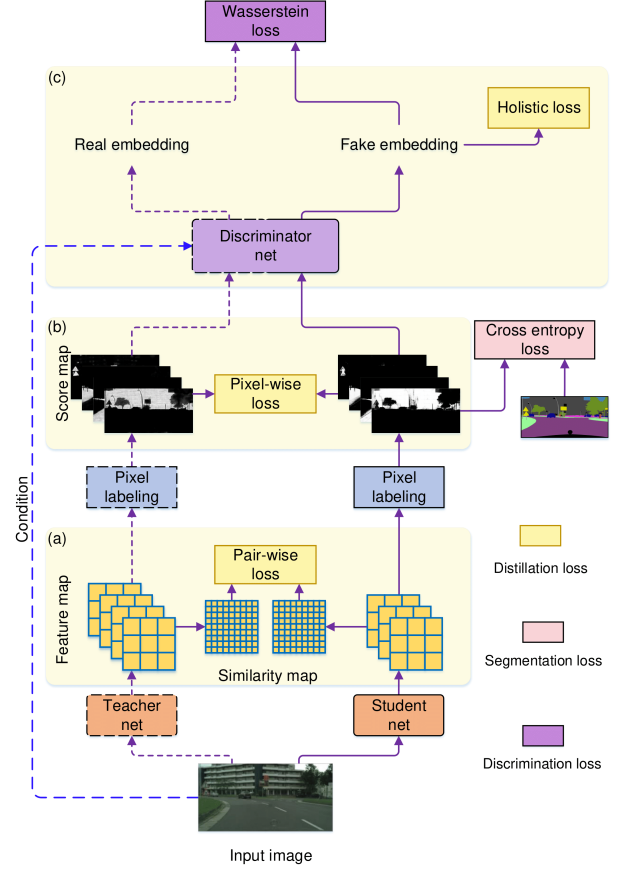 Wasserstein
loss
(c)
Holistic loss
Real embedding
Fake embedding
Discriminator
net
(b)
Score map
Pixel-wise
loss
Cross entropy
loss
Pixel
labeling
Pixel
labeling
Condition
(a)
Feature map
Pair-wise
loss
Similarity map
Distillation loss
Segmentation loss
Discrimination loss
Teacher
net
Student
net
Input image